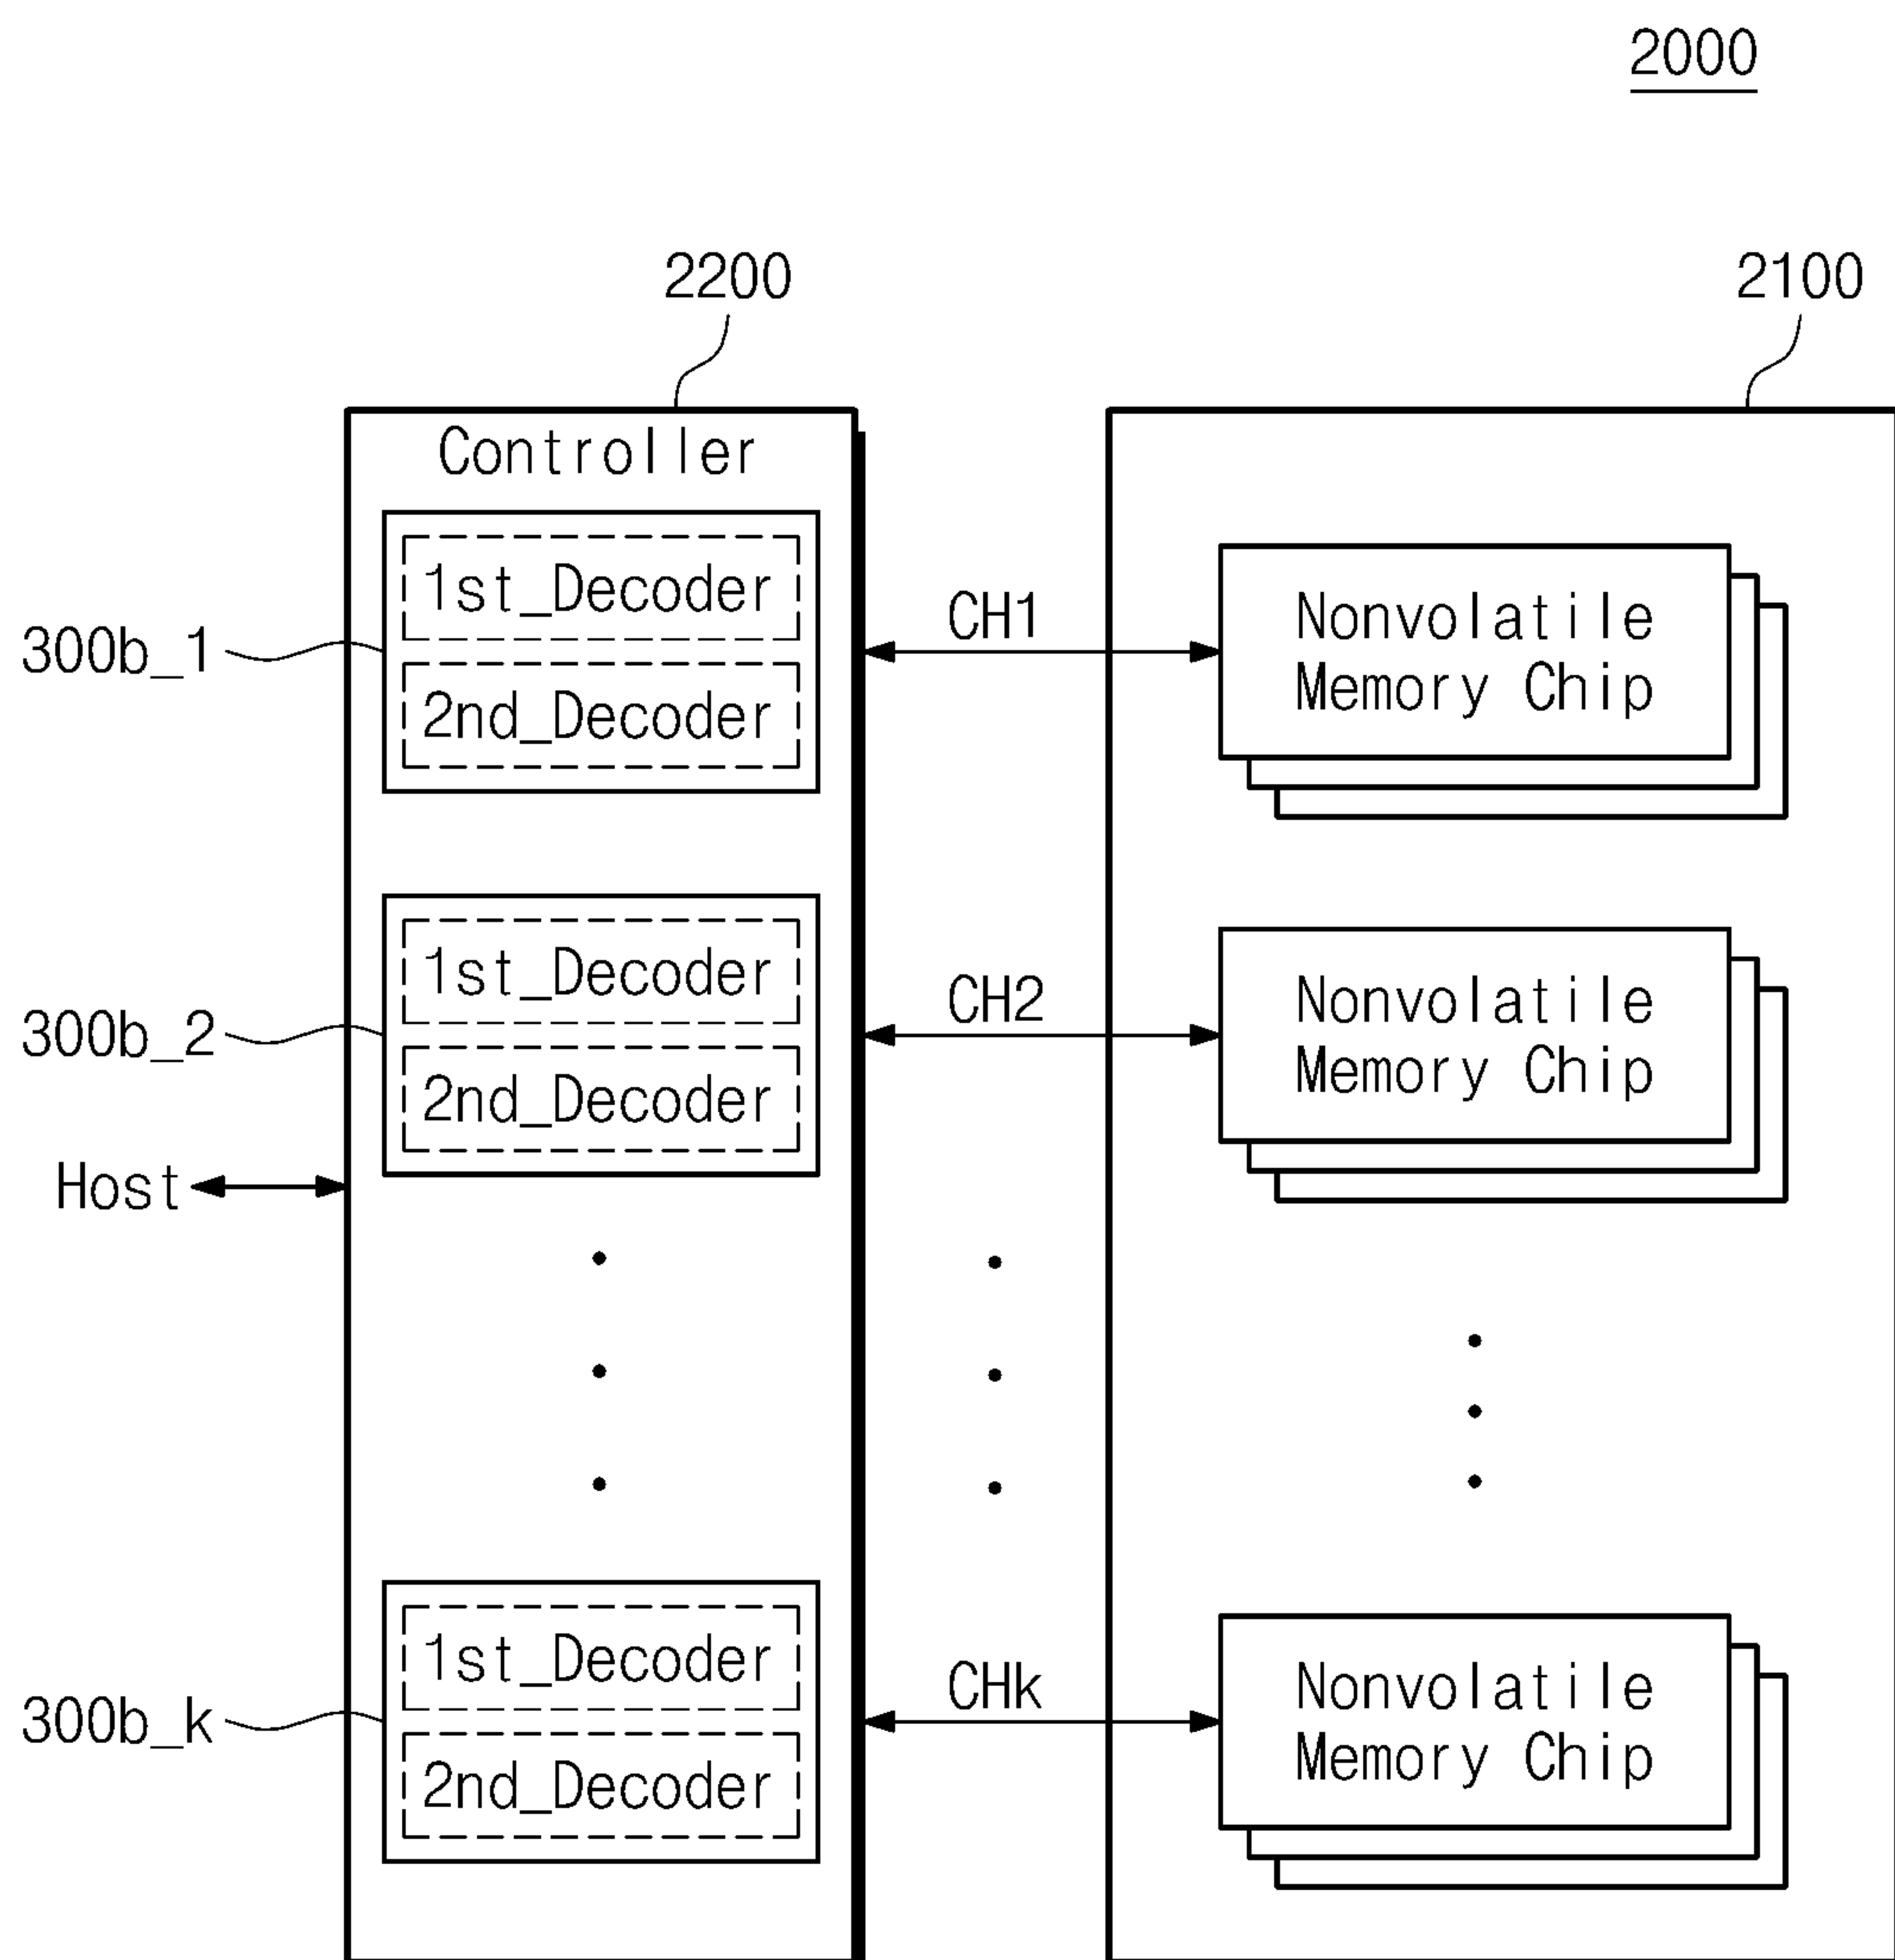 2000
2200
2100
Controller
1st_Decoder
300b_1
2nd_Decoder
CH1
Nonvolatile
Memory Chip
1st_Decoder
300b_2
2nd_Decoder
CH2
Nonvolatile
Memory Chip
Host
1st_Decoder
300b_k
2nd_Decoder
CHk
Nonvolatile
Memory Chip